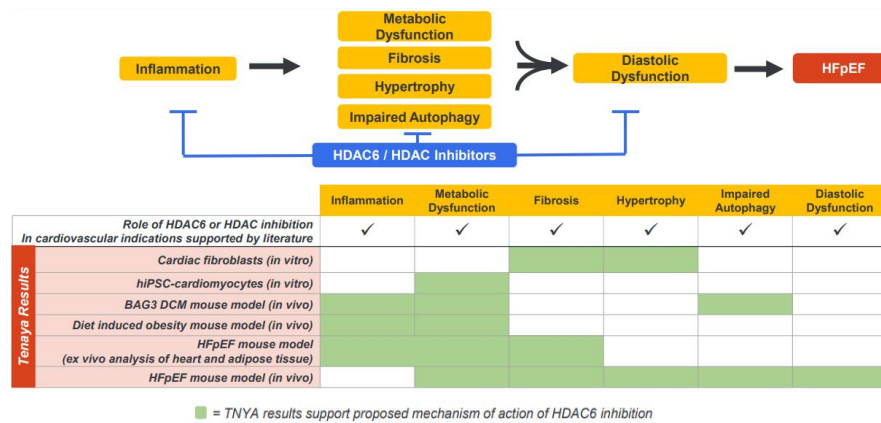 Metabolic
Dysfunction
Inflammation
Fibrosis
Hypertrophy
Impaired Autophagy
Diastolic
Dysfunction
HFpEF
HDAC6 / HDAC Inhibitors
Inflammation
Metabolic
Dysfunction
Fibrosis
Hypertrophy
Impaired
Autophagy
Diastolic
Dysfunction
Role of HDAC6 or HDAC inhibition
In cardiovascular indications supported by literature
✓ ✓ ✓ ✓ ✓ ✓
Tenaya Results
Cardiac fibroblasts (in vitro)
hiPSC-cardiomyocytes (in vitro)
BAG3 DCM mouse model (in vivo)
Diet induced obesity mouse model (in vivo)
HFpEF mouse model
(ex vivo analysis of heart and adipose tissue)
HFpEF mouse model (in vivo)
= TNYA results support proposed mechanism of action of HDAC6 inhibition